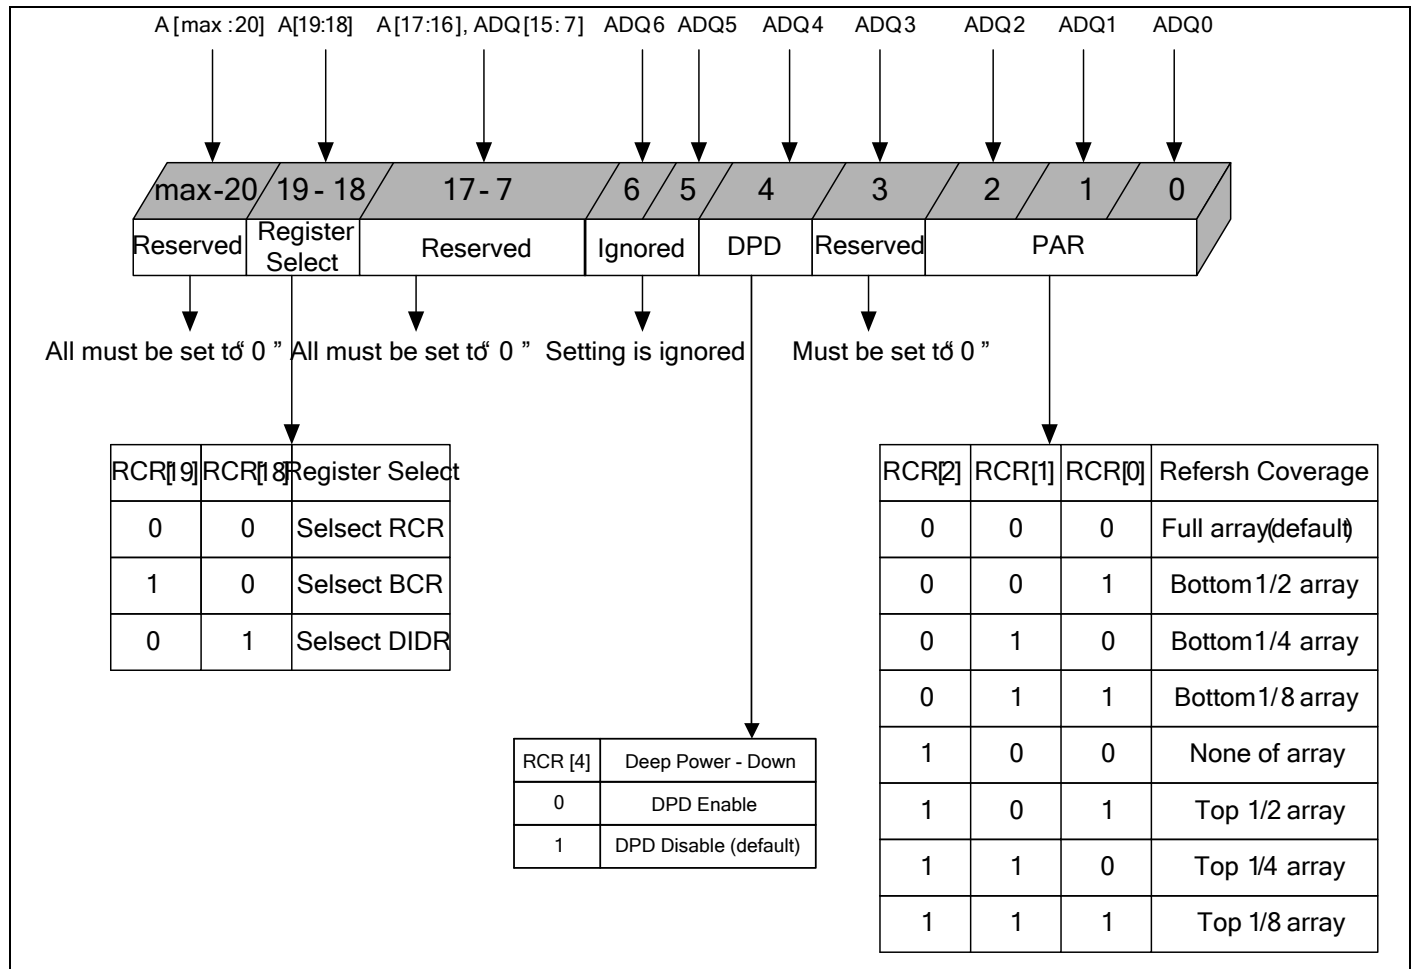 A[max:20] A[19:18] A[17:16], ADQ[15:7] ADQ6 ADQ5 ADQ4 ADQ3 ADQ2 ADQ1 ADQ0
max-20 19-18 17-7 6 5 4 3 2 1 0
Reserved Register Select Reserved Ignored DPD Reserved PAR
All must be set to“ 0 ” All must be set to“ 0 ” Setting is ignored Must be set to“ 0 ”
RCR[19] RCR[18] Register Select
0 0 Selsect RCR
1 0 Selsect BCR
0 1 Selsect DIDR
RCR [4] Deep Power - Down
0 DPD Enable
1 DPD Disable (default)
RCR[2] RCR[1] RCR[0] Refersh Coverage
0 0 0 Full array(default)
0 0 1 Bottom 1/2 array
0 1 0 Bottom 1/4 array
0 1 1 Bottom 1/8 array
1 0 0 None of array
1 0 1 Top 1/2 array
1 1 0 Top 1/4 array
1 1 1 Top 1/8 array